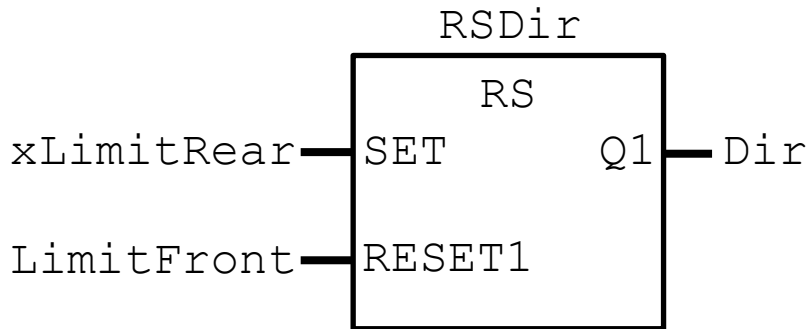 RSDir
RS
xLimitRear SET Q1 Dir
LimitFront RESET1